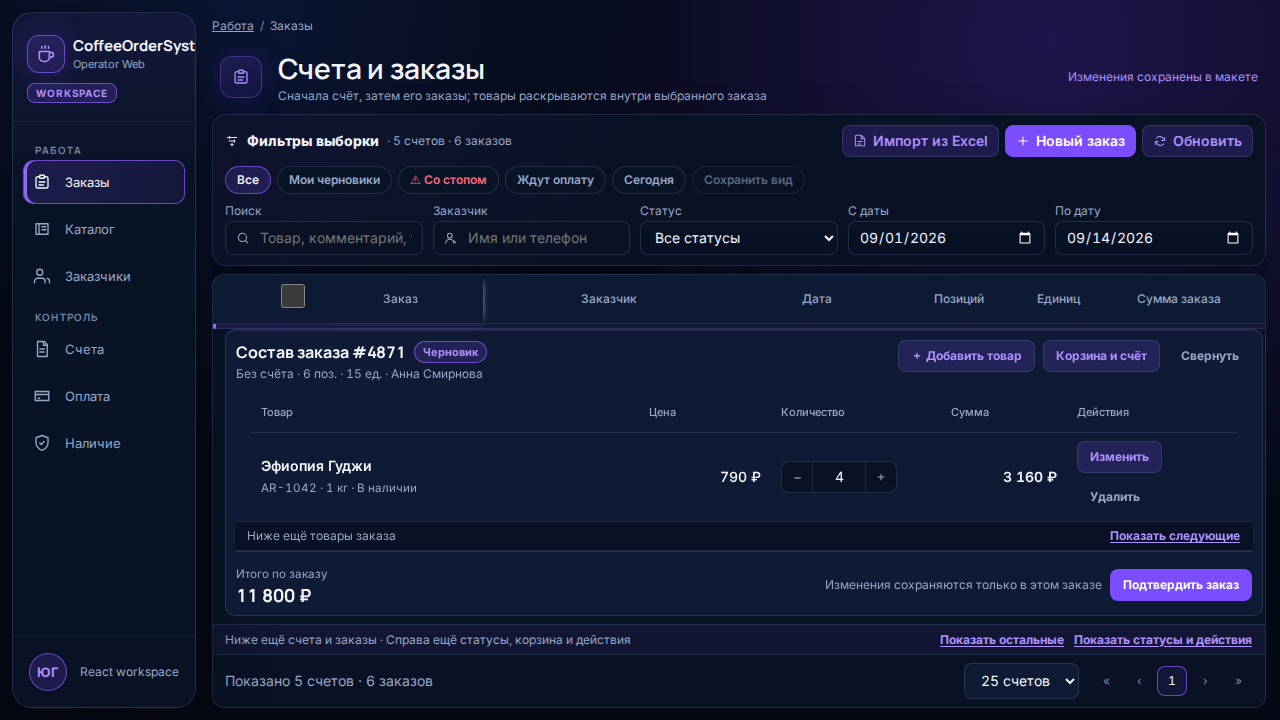 CoffeeOrderSyst
Operator Web
WORKSPACE
РАБОТА
Заказы
Каталог
Заказчики
КОНТРОЛЬ
Счета
Оплата
Наличие
ЮГ React workspace
Работа / Заказы
Счета и заказы
Сначала счёт, затем его заказы; товары раскрываются внутри выбранного заказа
Изменения сохранены в макете
Фильтры выборки · 5 счетов · 6 заказов
Импорт из Excel + Новый заказ Обновить
Все Мои черновики ⚠ Со стопом Ждут оплату Сегодня Сохранить вид
Поиск Заказчик Статус С даты По дату
Товар, комментарий, Имя или телефон Все статусы 09/01/2026 09/14/2026
Заказ Заказчик Дата Позиций Единиц Сумма заказа
Состав заказа #4871 Черновик
Без счёта · 6 поз. · 15 ед. · Анна Смирнова
+ Добавить товар Корзина и счёт Свернуть
Товар Цена Количество Сумма Действия
Эфиопия Гуджи
AR-1042 · 1 кг · В наличии
790 ₽ − 4 + 3 160 ₽
Изменить
Удалить
Ниже ещё товары заказа Показать следующие
Итого по заказу
11 800 ₽
Изменения сохраняются только в этом заказе Подтвердить заказ
Ниже ещё счета и заказы · Справа ещё статусы, корзина и действия Показать остальные Показать статусы и действия
Показано 5 счетов · 6 заказов 25 счетов « ‹ 1 › »